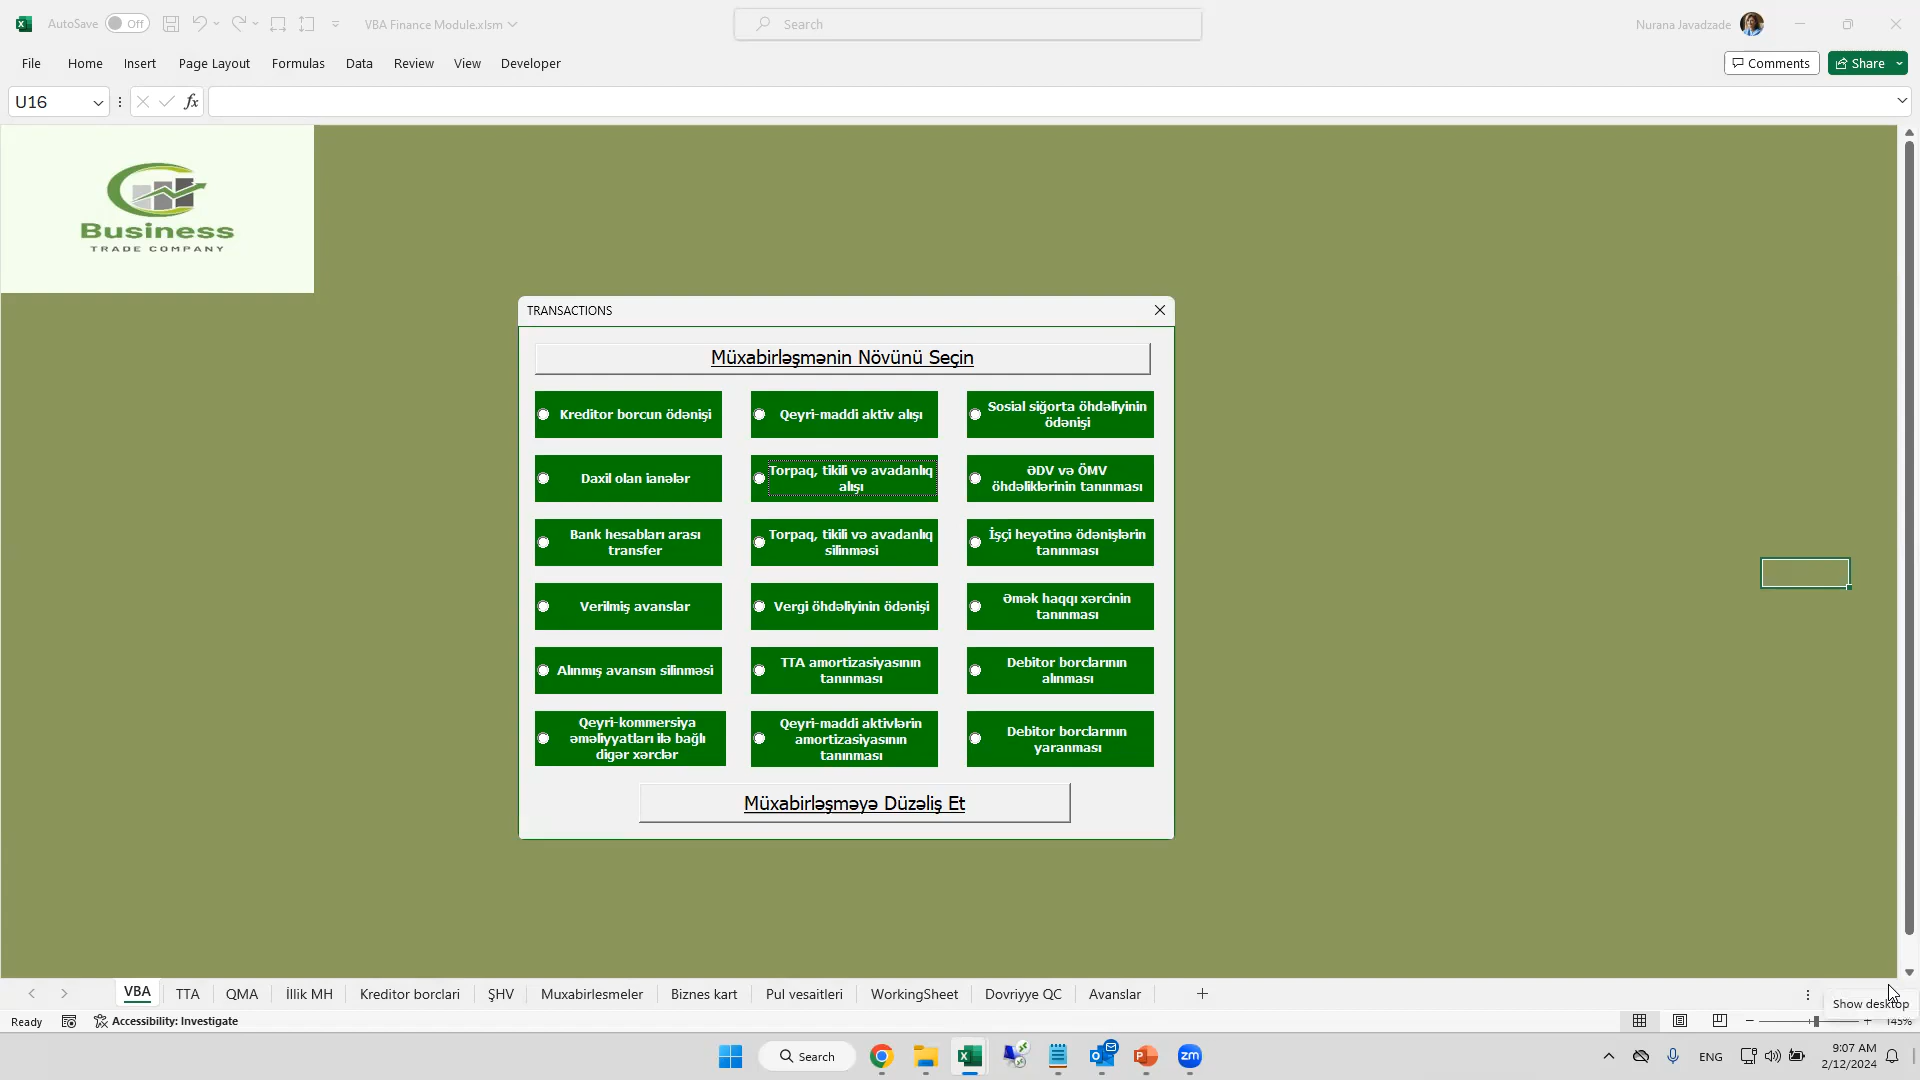 AutoSave
Off
VBA Finance Module.xlsm
Search
Nurana Javadzade
File
Home
Insert
Page Layout
Formulas
Data
Review
View
Developer
Comments
Share
U16
fx
Business
TRADE COMPANY
TRANSACTIONS
Müxabirləşmənin Növünü Seçin
Kreditor borcun ödənişi
Qeyri-maddi aktiv alışı
Sosial siğorta öhdəliyinin
ödənişi
Daxil olan ianələr
Torpaq, tikili və avadanlıq
alışı
ƏDV və ÖMV
öhdəliklərinin tanınması
Bank hesabları arası
transfer
Torpaq, tikili və avadanlıq
silinməsi
İşçi heyətinə ödənişlərin
tanınması
Verilmiş avanslar
Vergi öhdəliyinin ödənişi
Əmək haqqı xərcinin
tanınması
Alınmış avansın silinməsi
TTA amortizasiyasının
tanınması
Debitor borclarının
alınması
Qeyri-kommersiya
əməliyyatları ilə bağlı
digər xərclər
Qeyri-maddi aktivlərin
amortizasiyasının
tanınması
Debitor borclarının
yaranması
Müxabirləşməyə Düzəliş Et
VBA
TTA
QMA
İllik MH
Kreditor borclari
ŞHV
Muxabirlesmeler
Biznes kart
Pul vesaitleri
WorkingSheet
Dovriyye QC
Avanslar
Show desktop
Ready
Accessibility: Investigate
145%
Search
zm
ENG
9:07 AM
2/12/2024